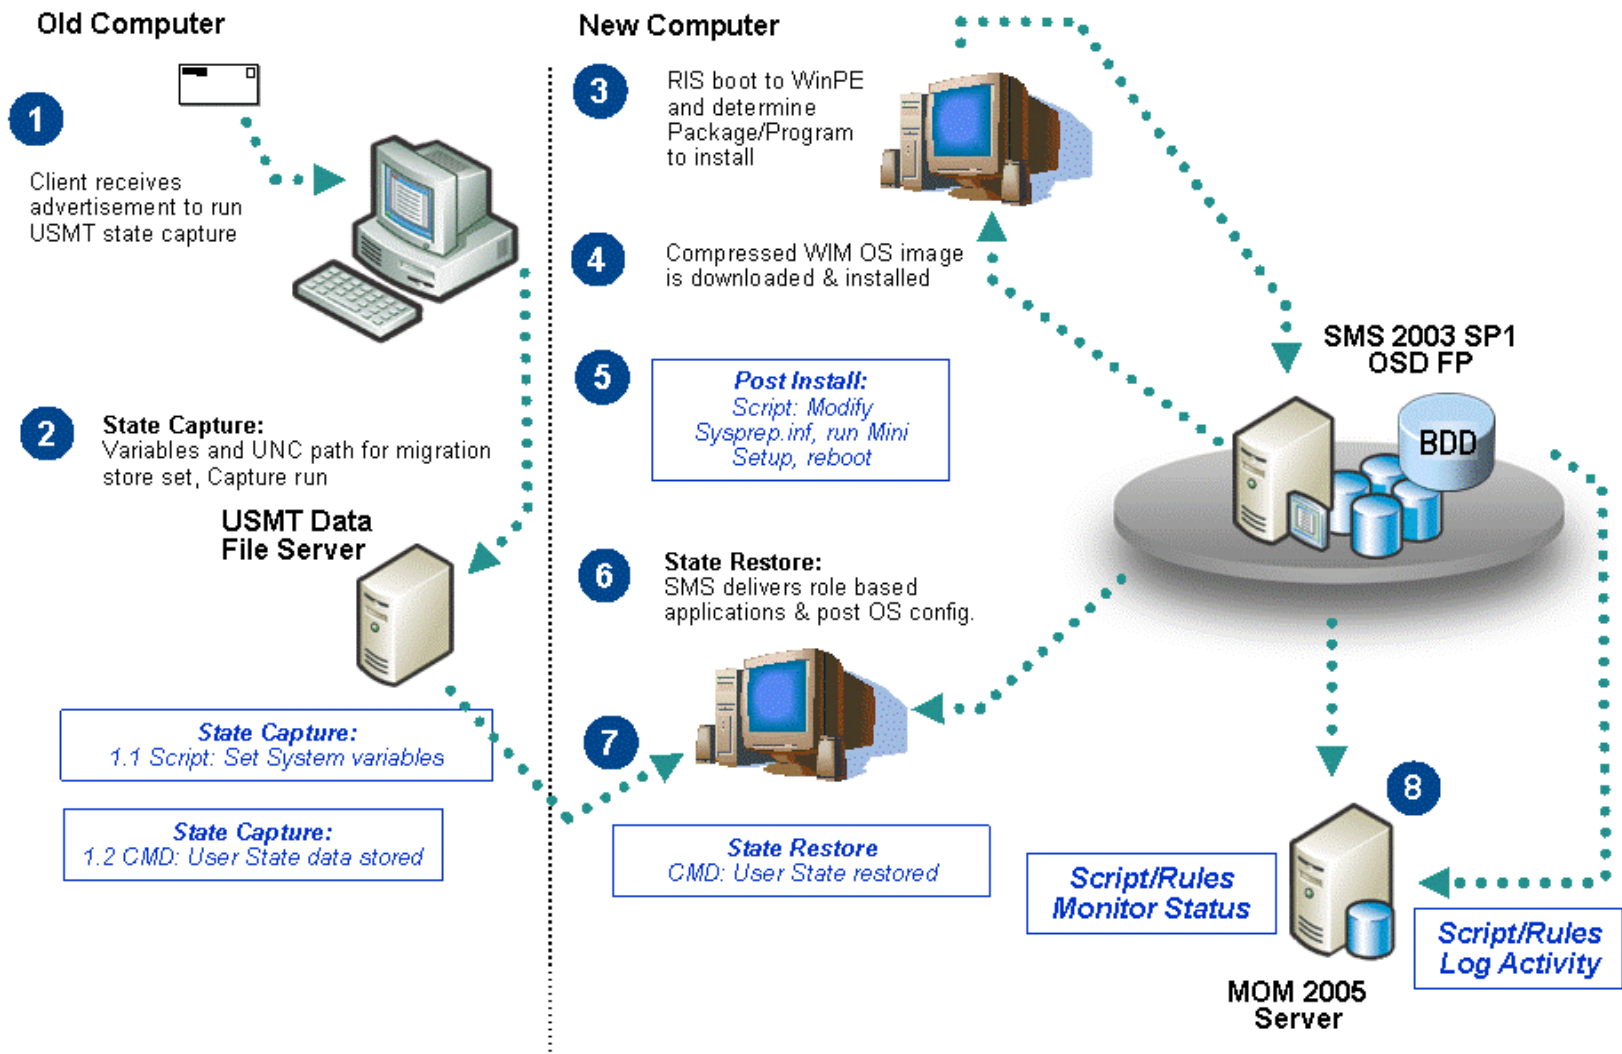 Old Computer
1
Client receives
advertisement to run
USMT state capture
2
State Capture:
Variables and UNC path for migration
store set, Capture run
USMT Data
File Server
State Capture:
1.1 Script: Set System variables
State Capture:
1.2 CMD: User State data stored
New Computer
3
RIS boot to WinPE
and determine
Package/Program
to install
4
Compressed WIM OS image
is downloaded & installed
5
Post Install:
Script: Modify
Sysprep.inf, run Mini
Setup, reboot
6
State Restore:
SMS delivers role based
applications & post OS config.
7
State Restore
CMD: User State restored
SMS 2003 SP1
OSD FP
BDD
8
Script/Rules
Monitor Status
Script/Rules
Log Activity
MOM 2005
Server